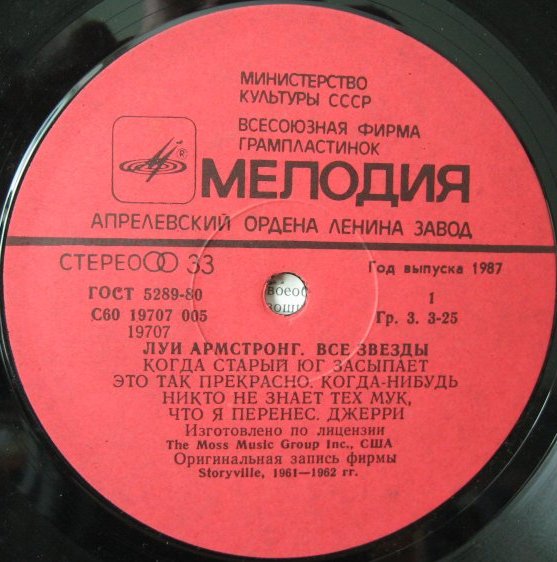 МИНИСТЕРСТВО
КУЛЬТУРЫ СССР
ВСЕСОЮЗНАЯ ФИРМА
ГРАМПЛАСТИНОК
®
МЕЛОДИЯ
АПРЕЛЕВСКИЙ ОРДЕНА ЛЕНИНА ЗАВОД
СТЕРЕО 33
Год выпуска 1987
ГОСТ 5289-80
1
С60 19707 005
Гр. 3. 3-25
19707
ЛУИ АРМСТРОНГ. ВСЕ ЗВЕЗДЫ
КОГДА СТАРЫЙ ЮГ ЗАСЫПАЕТ
ЭТО ТАК ПРЕКРАСНО. КОГДА-НИБУДЬ
НИКТО НЕ ЗНАЕТ ТЕХ МУК,
ЧТО Я ПЕРЕНЕС. ДЖЕРРИ
Изготовлено по лицензии
The Moss Music Group Inc., США
Оригинальная запись фирмы
Storyville, 1961—1962 гг.